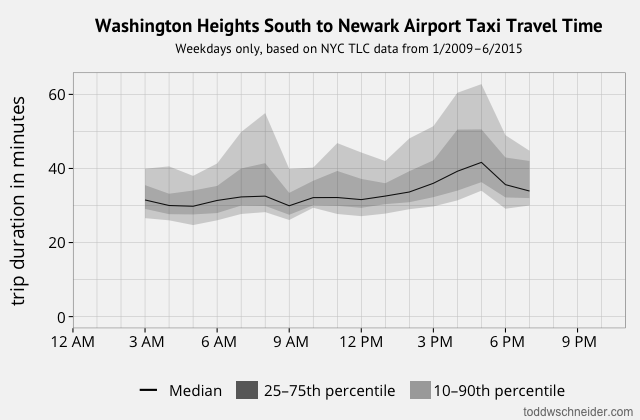 Washington Heights South to Newark Airport Taxi Travel Time
Weekdays only, based on NYC TLC data from 1/2009–6/2015
trip duration in minutes
60
40
20
0
12 AM 3 AM 6 AM 9 AM 12 PM 3 PM 6 PM 9 PM
Median 25–75th percentile 10–90th percentile
toddwschneider.com